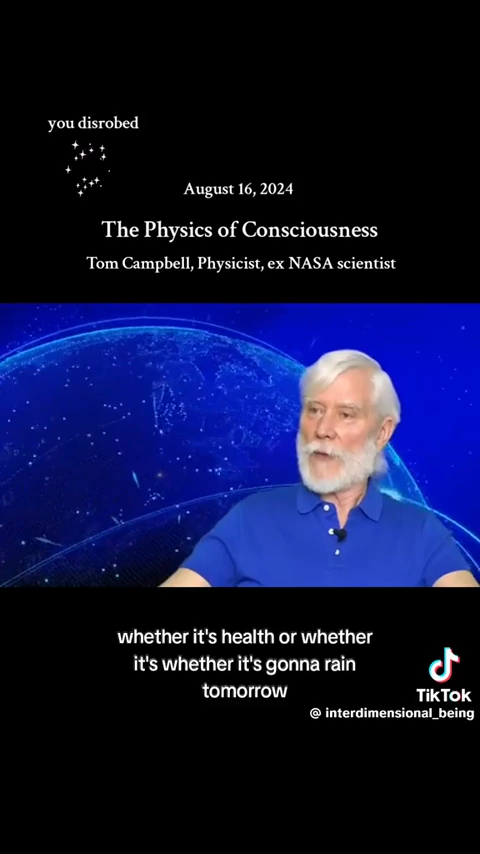 you disrobed
August 16, 2024
The Physics of Consciousness
Tom Campbell, Physicist, ex NASA scientist
whether it's health or whether
it's whether it's gonna rain
tomorrow
TikTok
@ interdimensional_being